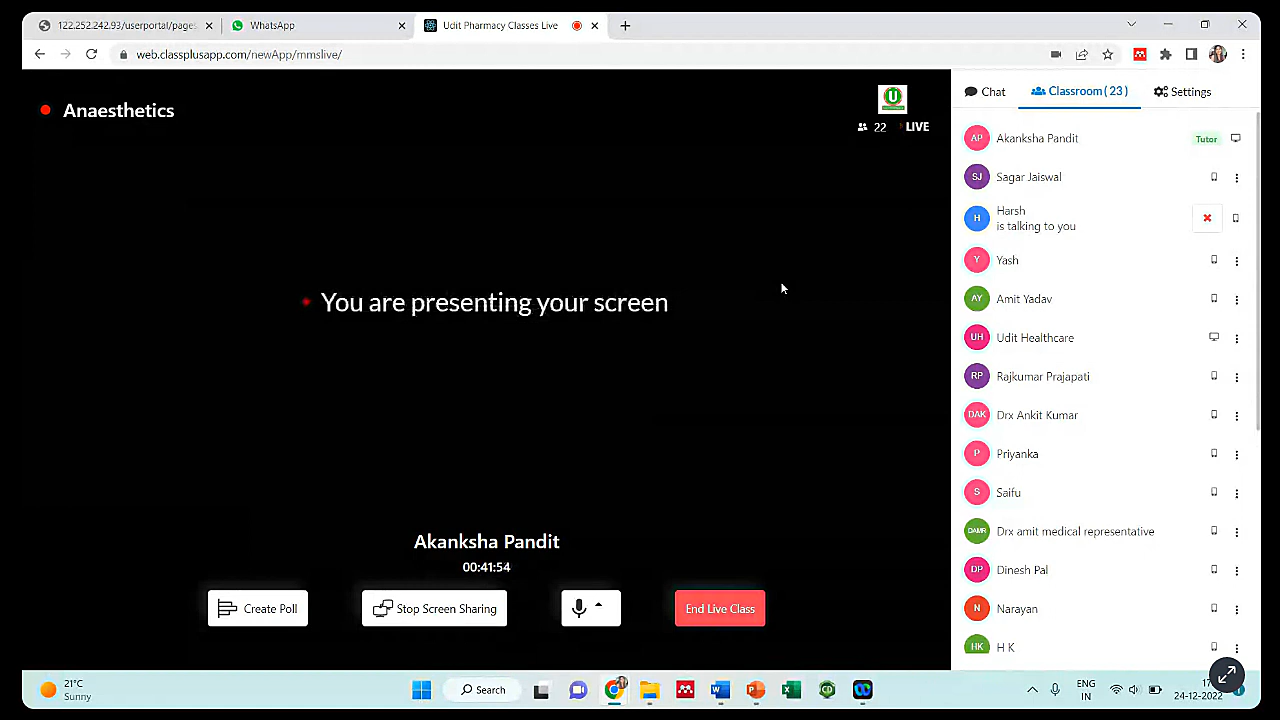 122.252.242.93/userportal/pages
WhatsApp
Udit Pharmacy Classes Live
web.classplusapp.com/newApp/mmslive/
Anaesthetics
U
22 LIVE
You are presenting your screen
Akanksha Pandit
00:41:54
Create Poll
Stop Screen Sharing
End Live Class
Chat
Classroom ( 23 )
Settings
AP Akanksha Pandit Tutor
SJ Sagar Jaiswal
H Harsh
is talking to you
Y Yash
AY Amit Yadav
UH Udit Healthcare
RP Rajkumar Prajapati
DAK Drx Ankit Kumar
P Priyanka
S Saifu
DAMR Drx amit medical representative
DP Dinesh Pal
N Narayan
HK H K
21°C
Sunny
Search
ENG
IN
24-12-2022